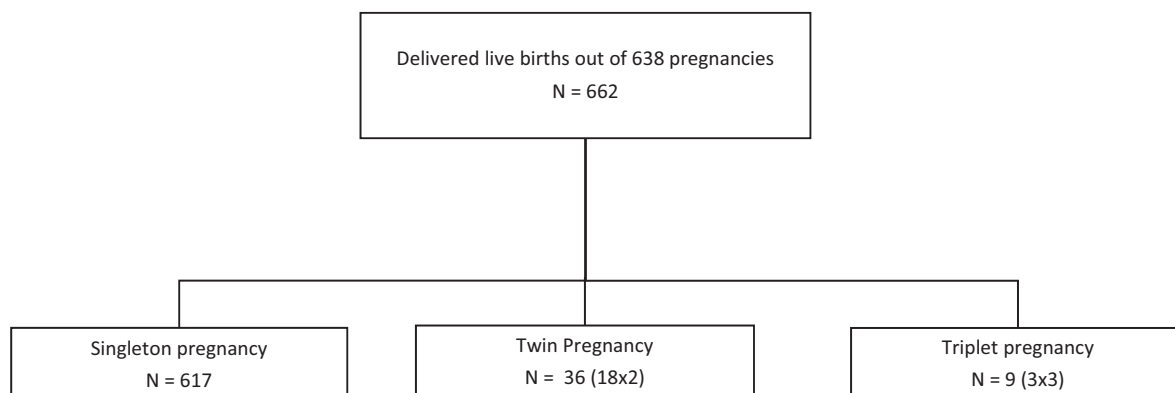 Delivered live births out of 638 pregnancies
N = 662
Singleton pregnancy
N = 617
Twin Pregnancy
N =  36 (18x2)
Triplet pregnancy
N = 9 (3x3)